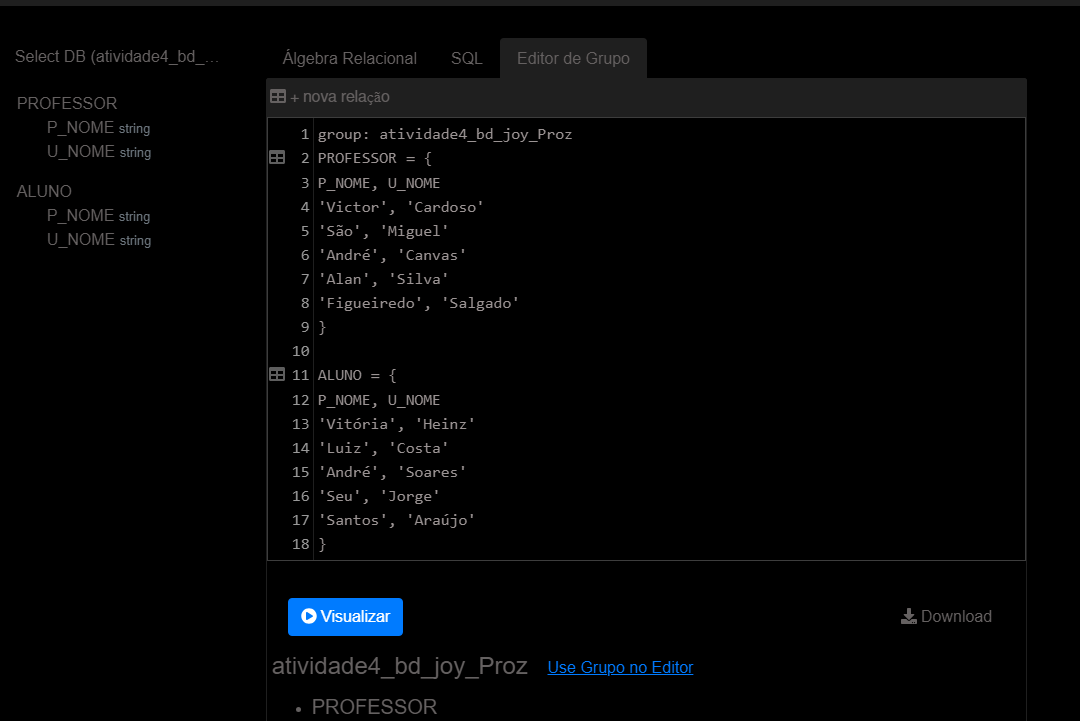 Select DB (atividade4_bd_...
PROFESSOR
P_NOME string
U_NOME string
ALUNO
P_NOME string
U_NOME string
Álgebra Relacional SQL Editor de Grupo
+ nova relação
1 group: atividade4_bd_joy_Proz
2 PROFESSOR = {
3 P_NOME, U_NOME
4 'Victor', 'Cardoso'
5 'São', 'Miguel'
6 'André', 'Canvas'
7 'Alan', 'Silva'
8 'Figueiredo', 'Salgado'
9 }
10
11 ALUNO = {
12 P_NOME, U_NOME
13 'Vitória', 'Heinz'
14 'Luiz', 'Costa'
15 'André', 'Soares'
16 'Seu', 'Jorge'
17 'Santos', 'Araújo'
18 }
Visualizar Download
atividade4_bd_joy_Proz Use Grupo no Editor
• PROFESSOR